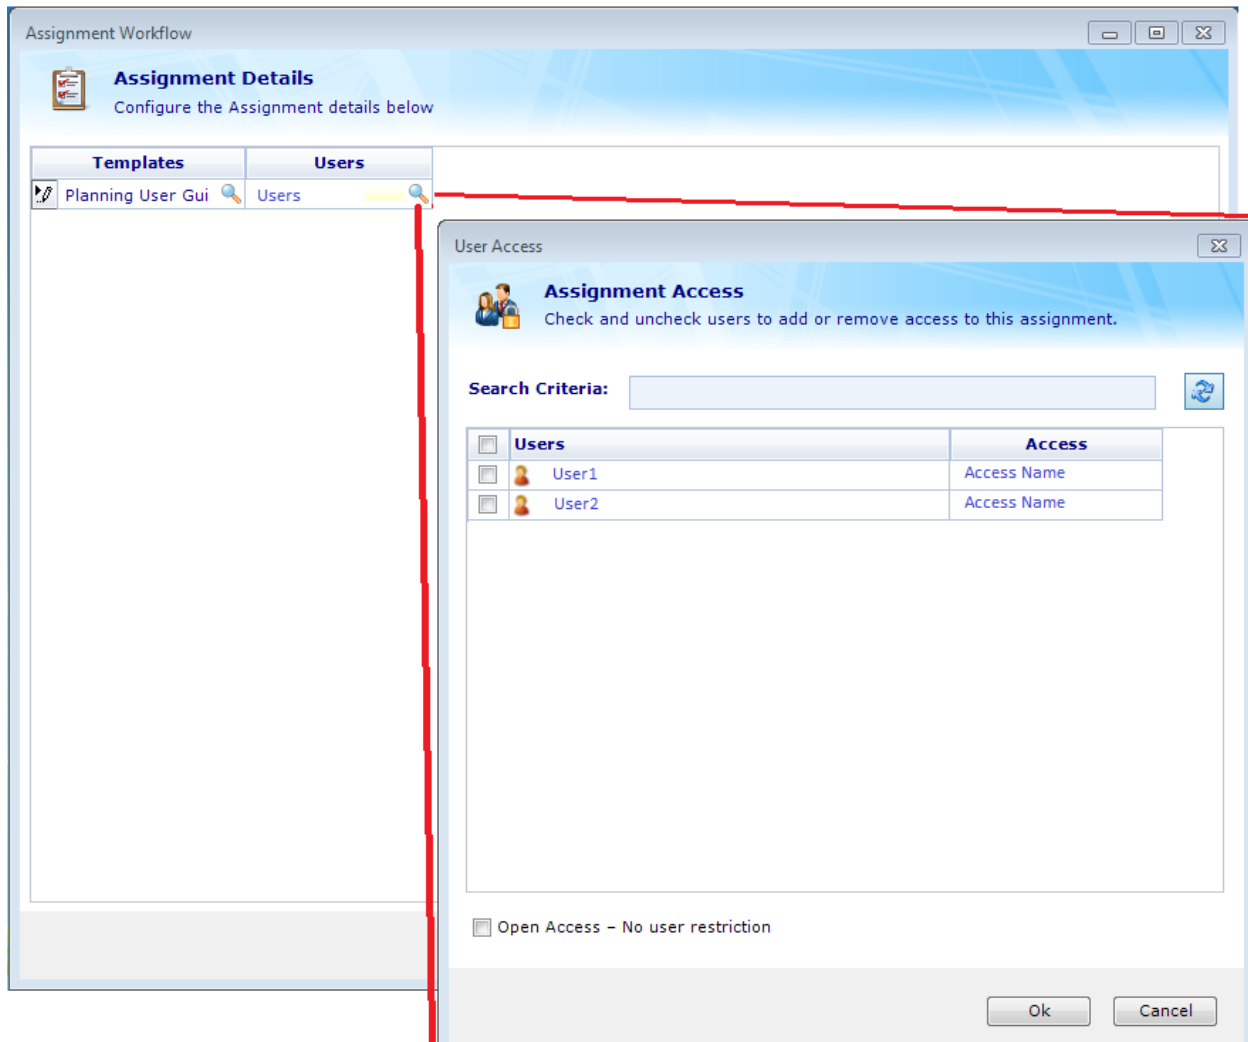 Assignment Workflow
Assignment Details
Configure the Assignment details below
Templates Users
Planning User Gui Users
User Access
Assignment Access
Check and uncheck users to add or remove access to this assignment.
Search Criteria:
Users Access
User1 Access Name
User2 Access Name
Open Access – No user restriction
Ok Cancel